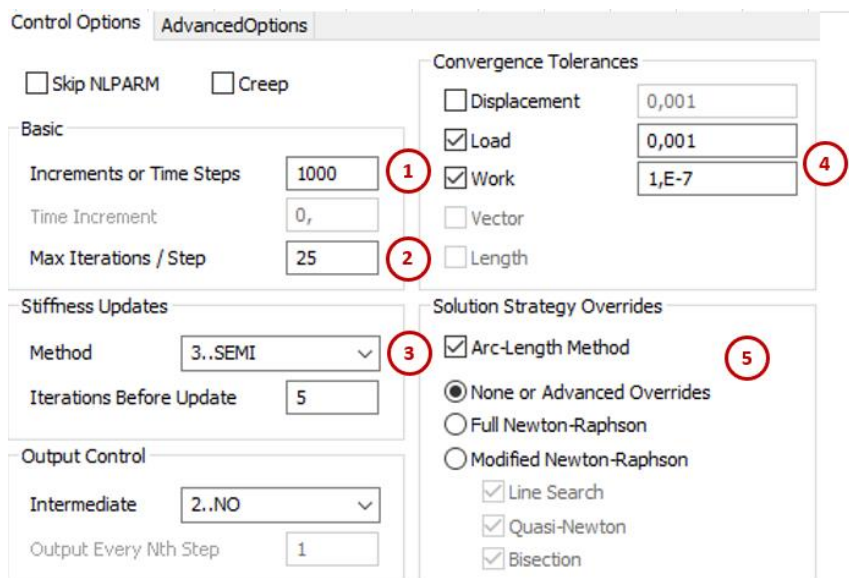 Control Options
AdvancedOptions
Skip NLPARM
Creep
Basic
Increments or Time Steps 1000 1
Time Increment 0,
Max Iterations / Step 25 2
Stiffness Updates
Method 3..SEMI 3
Iterations Before Update 5
Output Control
Intermediate 2..NO
Output Every Nth Step 1
Convergence Tolerances
Displacement 0,001
Load 0,001
Work 1,E-7
4
Vector
Length
Solution Strategy Overrides
Arc-Length Method
5
None or Advanced Overrides
Full Newton-Raphson
Modified Newton-Raphson
Line Search
Quasi-Newton
Bisection